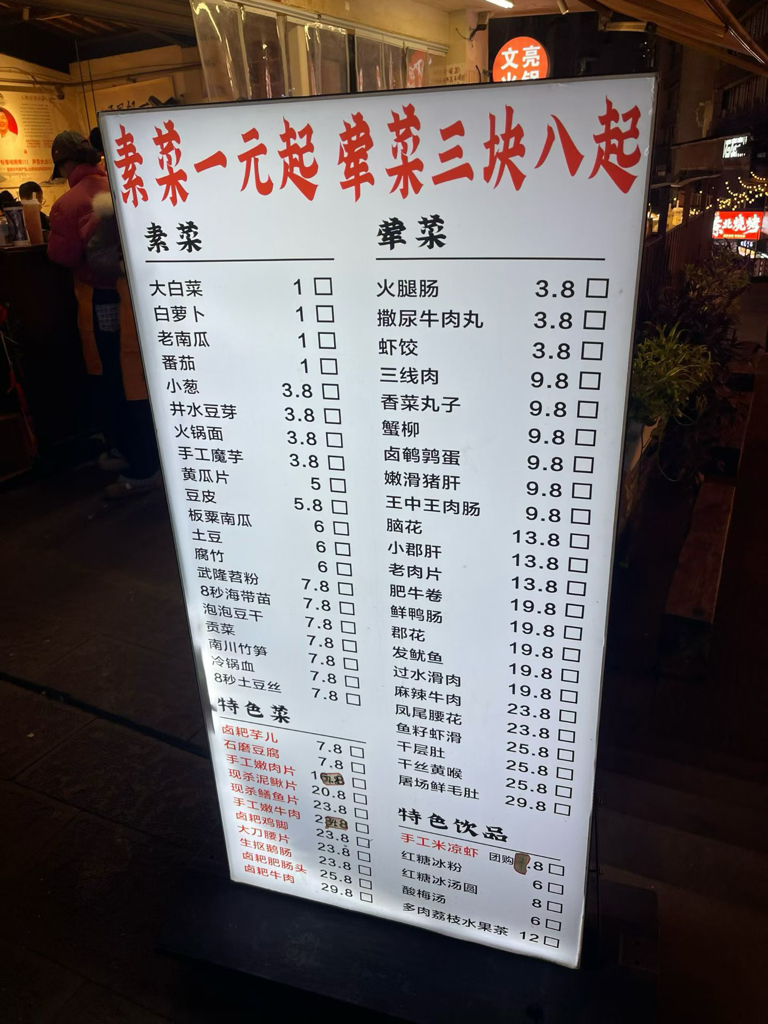 文亮
火锅
东北烧烤
素菜一元起 荤菜三块八起
素菜
大白菜 1
白萝卜 1
老南瓜 1
番茄 1
小葱 3.8
井水豆芽 3.8
火锅面 3.8
手工魔芋 3.8
黄瓜片 5
豆皮 5.8
板粟南瓜 6
土豆 6
腐竹 6
武隆苕粉 7.8
8秒海带苗 7.8
泡泡豆干 7.8
贡菜 7.8
南川竹笋 7.8
冷锅血 7.8
8秒土豆丝 7.8
特色菜
卤耙芋儿 7.8
石磨豆腐 7.8
手工嫩肉片
现杀泥鳅片 20.8
现杀鳝鱼片 23.8
手工嫩牛肉
卤耙鸡脚 23.8
大刀腰片 23.8
生抠鹅肠 23.8
卤耙肥肠头 25.8
卤耙牛肉 29.8
荤菜
火腿肠 3.8
撒尿牛肉丸 3.8
虾饺 3.8
三线肉 9.8
香菜丸子 9.8
蟹柳 9.8
卤鹌鹑蛋 9.8
嫩滑猪肝 9.8
王中王肉肠 9.8
脑花 13.8
小郡肝 13.8
老肉片 13.8
肥牛卷 19.8
鲜鸭肠 19.8
郡花 19.8
发鱿鱼 19.8
过水滑肉 19.8
麻辣牛肉 23.8
凤尾腰花 23.8
鱼籽虾滑 25.8
千层肚 25.8
干丝黄喉 25.8
屠场鲜毛肚 29.8
特色饮品
手工米凉虾 团购 .8
红糖冰粉 6
红糖冰汤圆 8
酸梅汤 6
多肉荔枝水果茶 12